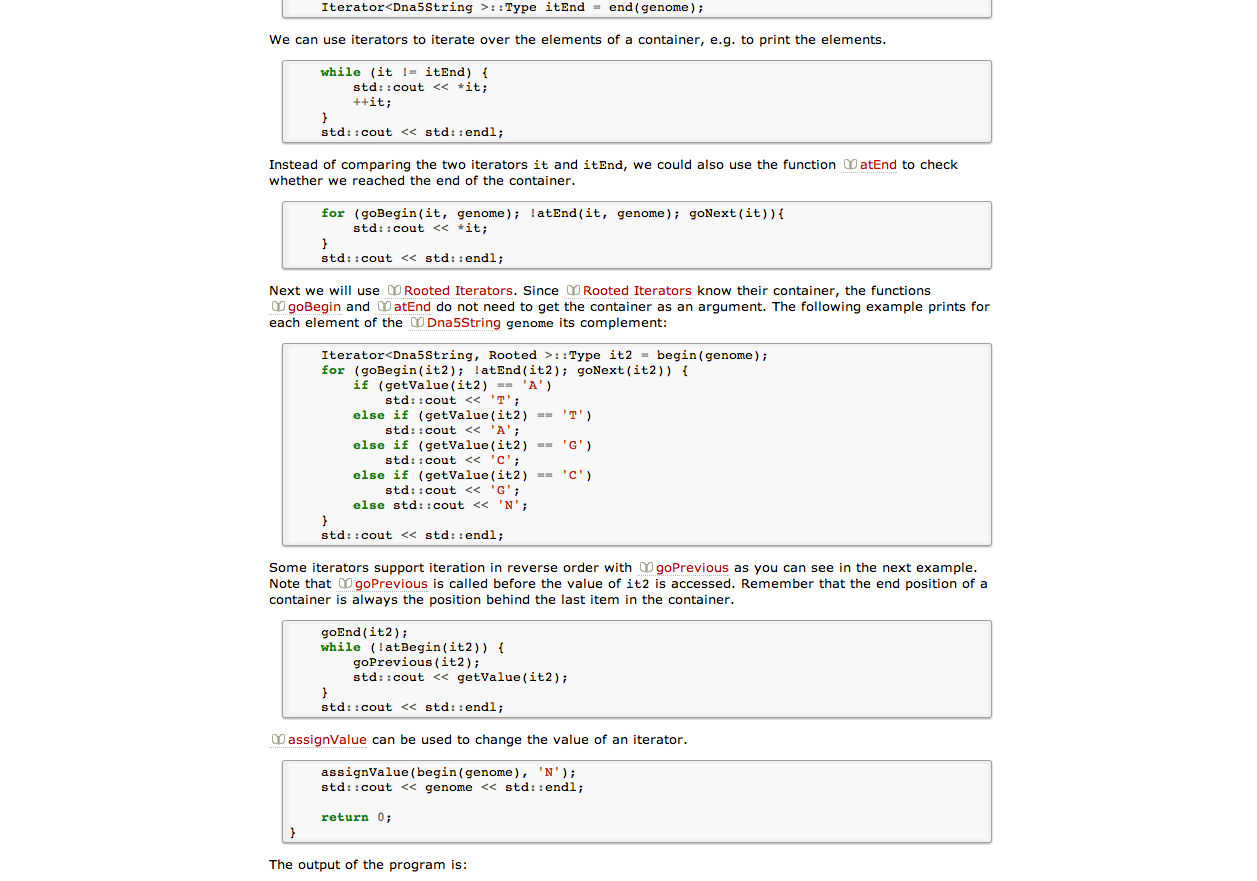 Iterator<Dna5String >::Type itEnd = end(genome);
We can use iterators to iterate over the elements of a container, e.g. to print the elements.
while (it != itEnd) {
std::cout << *it;
++it;
}
std::cout << std::endl;
Instead of comparing the two iterators it and itEnd, we could also use the function atEnd to check
whether we reached the end of the container.
for (goBegin(it, genome); !atEnd(it, genome); goNext(it)){
std::cout << *it;
}
std::cout << std::endl;
Next we will use Rooted Iterators. Since Rooted Iterators know their container, the functions
goBegin and atEnd do not need to get the container as an argument. The following example prints for
each element of the Dna5String genome its complement:
Iterator<Dna5String, Rooted >::Type it2 = begin(genome);
for (goBegin(it2); !atEnd(it2); goNext(it2)) {
if (getValue(it2) == 'A')
std::cout << 'T';
else if (getValue(it2) == 'T')
std::cout << 'A';
else if (getValue(it2) == 'G')
std::cout << 'C';
else if (getValue(it2) == 'C')
std::cout << 'G';
else std::cout << 'N';
}
std::cout << std::endl;
Some iterators support iteration in reverse order with goPrevious as you can see in the next example.
Note that goPrevious is called before the value of it2 is accessed. Remember that the end position of a
container is always the position behind the last item in the container.
goEnd(it2);
while (!atBegin(it2)) {
goPrevious(it2);
std::cout << getValue(it2);
}
std::cout << std::endl;
assignValue can be used to change the value of an iterator.
assignValue(begin(genome), 'N');
std::cout << genome << std::endl;
return 0;
}
The output of the program is: